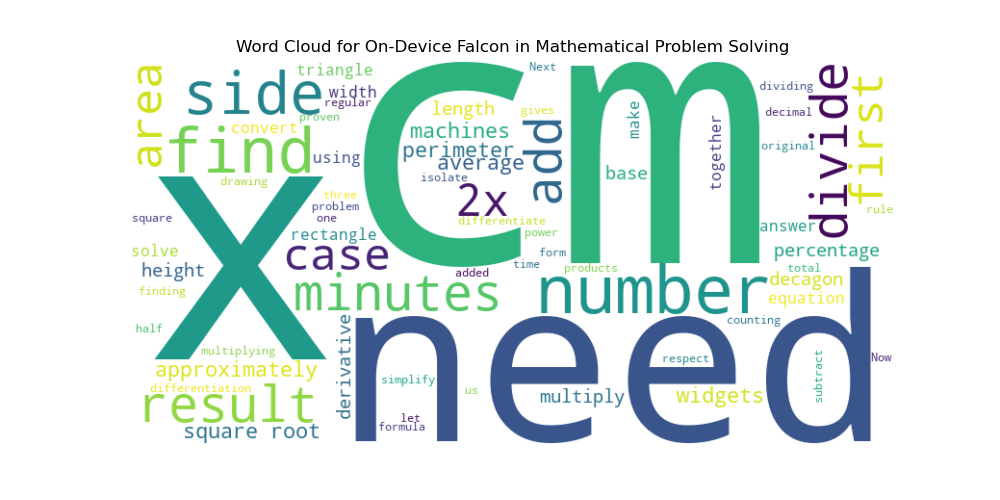 Word Cloud for On-Device Falcon in Mathematical Problem Solving
area
side
triangle
width
regular
proven
convert
find
using
drawing
cm
Next
length
gives
machines
perimeter
average
isolate
2x
differentiate
power
add
make
base
together
dividing
decimal
original
divide
first
rule
x
square
three
problem
one
rectangle
case
solve
height
finding
half
minutes
added
time
form
products
number
answer
percentage
total
decagon
equation
counting
need
multiplying
approximately
differentiation
result
square root
derivative
simplify
us
let
formula
multiply
respect
widgets
subtract
Now